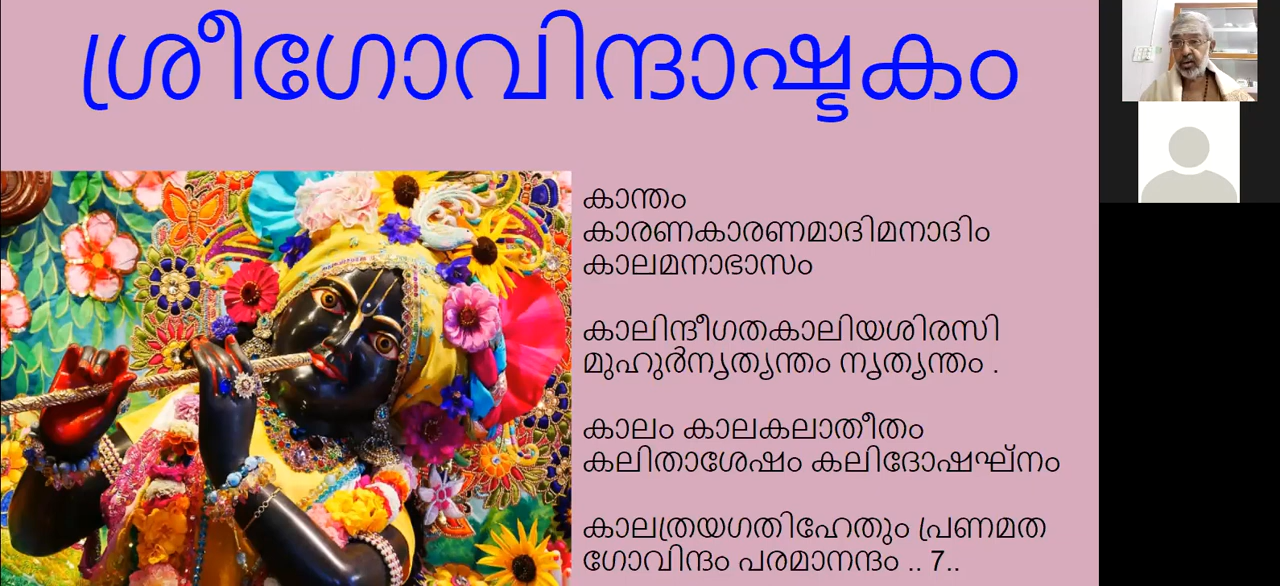 ശ്രീഗോവിന്ദാഷ്ടകം
കാന്തം
കാരണകാരണമാദിമനാദിം
കാലമനാഭാസം
കാലിന്ദീഗതകാലിയശിരസി
മുഹുർനൃത്യന്തം നൃത്യന്തം .
കാലം കാലകലാതീതം
കലിതാശേഷം കലിദോഷഘ്നം
കാലത്രയഗതിഹേതും പ്രണമത
ഗോവിന്ദം പരമാനന്ദം .. 7..